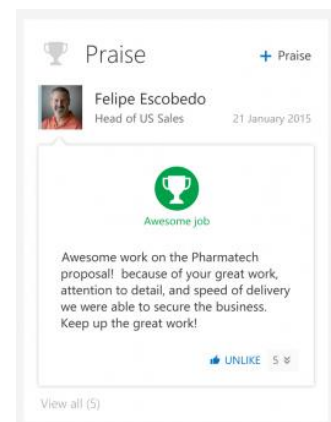 Praise
+ Praise
Felipe Escobedo
Head of US Sales
21 January 2015
Awesome job
Awesome work on the Pharmatech
proposal!  because of your great work,
attention to detail, and speed of delivery
we were able to secure the business.
Keep up the great work!
UNLIKE 5
View all (5)